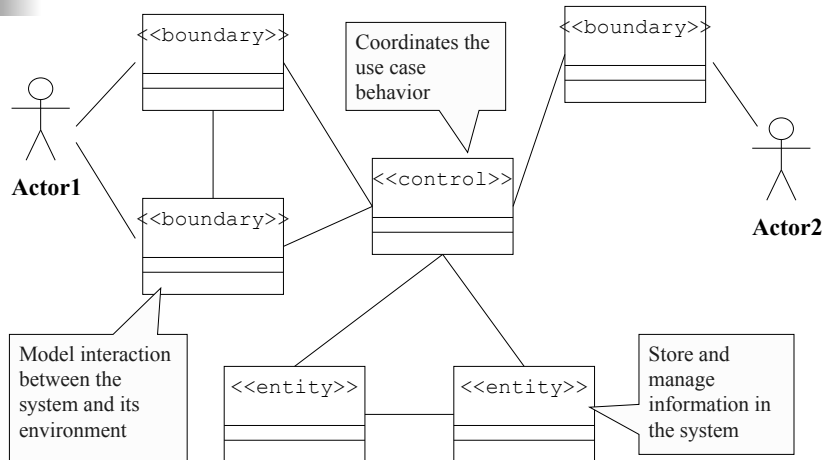 <<boundary>>
Coordinates the
use case
behavior
<<boundary>>
Actor1
<<boundary>>
<<control>>
Actor2
Model interaction
between the
system and its
environment
<<entity>>
<<entity>>
Store and
manage
information in
the system